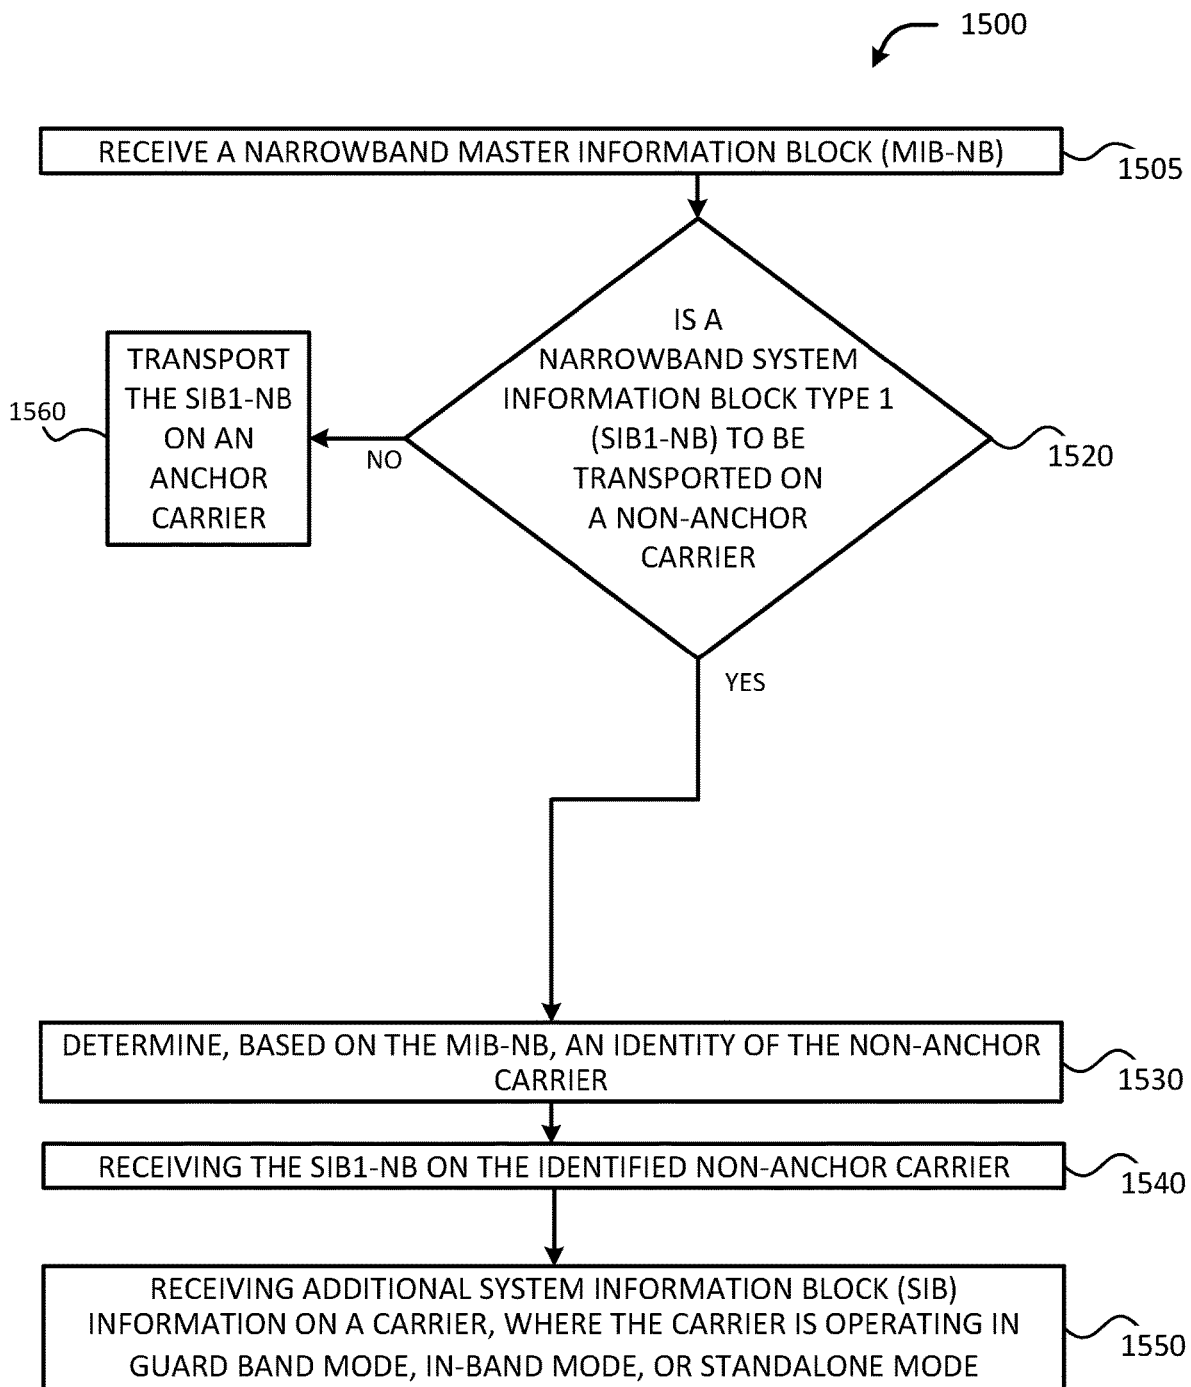 1500
RECEIVE A NARROWBAND MASTER INFORMATION BLOCK (MIB-NB)
1505
IS A
NARROWBAND SYSTEM
INFORMATION BLOCK TYPE 1
(SIB1-NB) TO BE
TRANSPORTED ON
A NON-ANCHOR
CARRIER
1520
NO
TRANSPORT
THE SIB1-NB
ON AN
ANCHOR
CARRIER
1560
YES
DETERMINE, BASED ON THE MIB-NB, AN IDENTITY OF THE NON-ANCHOR
CARRIER
1530
RECEIVING THE SIB1-NB ON THE IDENTIFIED NON-ANCHOR CARRIER
1540
RECEIVING ADDITIONAL SYSTEM INFORMATION BLOCK (SIB)
INFORMATION ON A CARRIER, WHERE THE CARRIER IS OPERATING IN
GUARD BAND MODE, IN-BAND MODE, OR STANDALONE MODE
1550